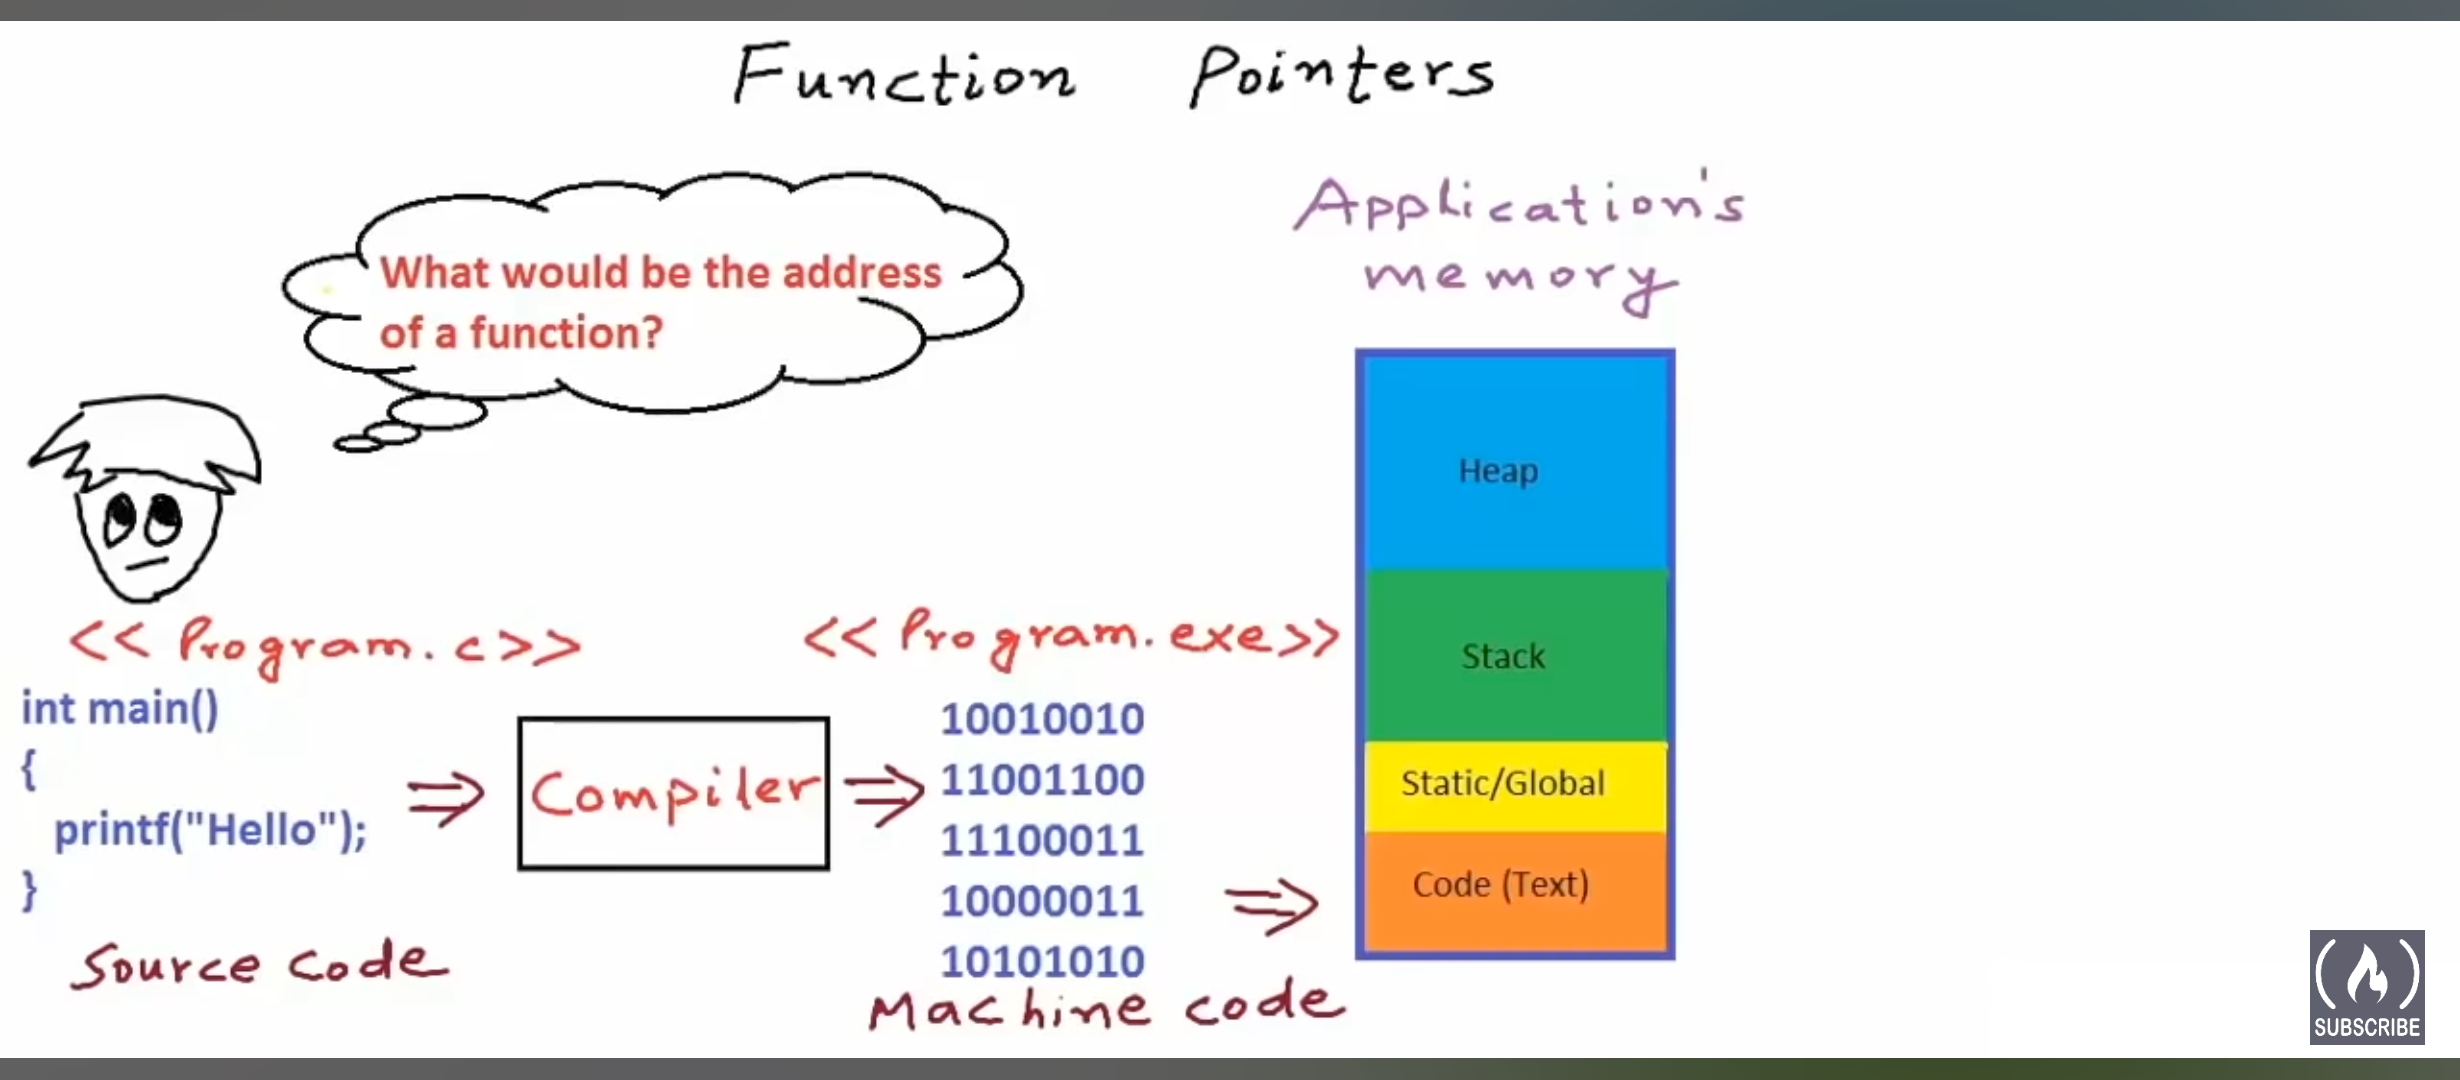 Function Pointers
What would be the address
of a function?
Application's
memory
Heap
Stack
Static/Global
Code (Text)
<< Program.c>>
int main()
{
printf("Hello");
}
Source code
Compiler
<< Program.exe>>
10010010
11001100
11100011
10000011
10101010
Machine code
SUBSCRIBE